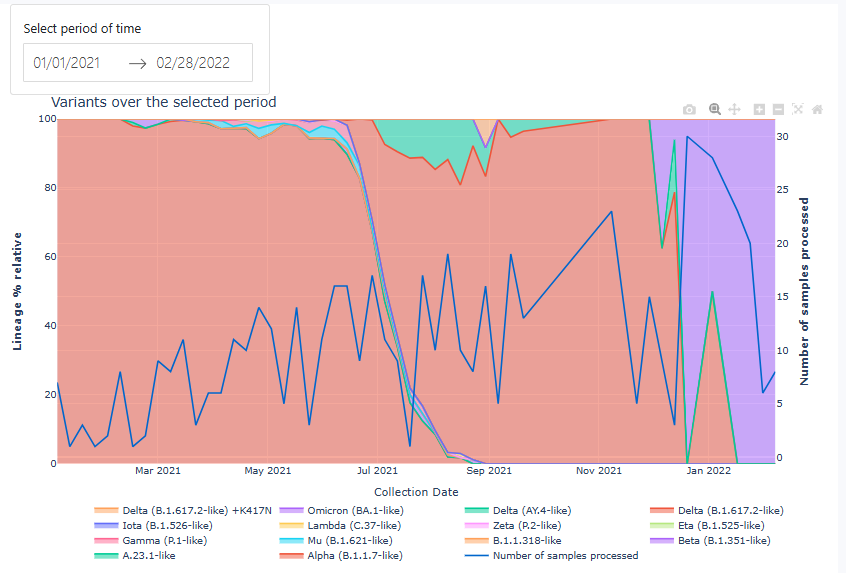 Select period of time
01/01/2021 → 02/28/2022
Variants over the selected period
100
80
60
40
20
0
Lineage % relative
30
25
20
15
10
5
0
Number of samples processed
Mar 2021 May 2021 Jul 2021 Sep 2021 Nov 2021 Jan 2022
Collection Date
Delta (B.1.617.2-like) +K417N Omicron (BA.1-like) Delta (AY.4-like) Delta (B.1.617.2-like)
Iota (B.1.526-like) Lambda (C.37-like) Zeta (P.2-like) Eta (B.1.525-like)
Gamma (P.1-like) Mu (B.1.621-like) B.1.1.318-like Beta (B.1.351-like)
A.23.1-like Alpha (B.1.1.7-like) Number of samples processed